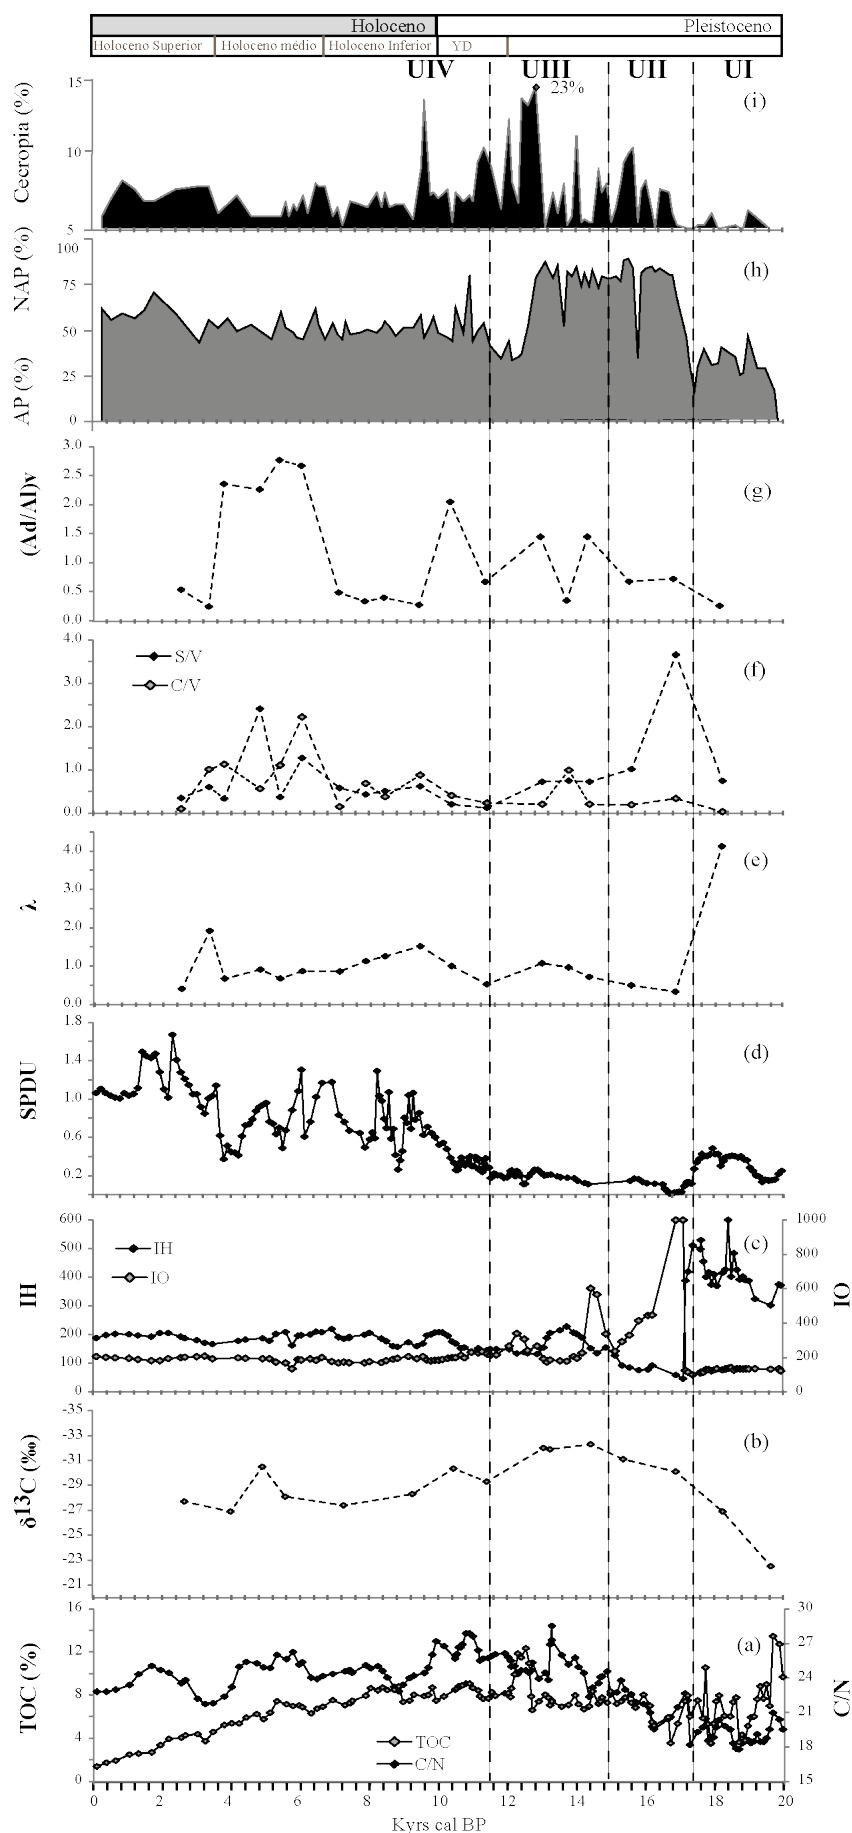 Holoceno Pleistoceno
Holoceno Superior Holoceno médio Holoceno Inferior YD
UIV UIII UII UI
Cecropia (%)
15
10
5
23%
(i)
NAP (%)
AP (%)
100
75
50
25
0
(h)
(Ad/Al)v
3.0
2.5
2.0
1.5
1.0
0.5
0.0
(g)
4.0
3.0
2.0
1.0
0.0
S/V
C/V
(f)
λ
4.0
3.0
2.0
1.0
0.0
(e)
SPDU
1.8
1.4
1.0
0.6
0.2
(d)
IH
600
500
400
300
200
100
0
IH
IO
(c)
1000
800
600
400
200
0
IO
δ13C (‰)
-35
-33
-31
-29
-27
-25
-23
-21
(b)
TOC (%)
16
12
8
4
0
TOC
C/N
(a)
30
27
24
21
18
15
C/N
0 2 4 6 8 10 12 14 16 18 20
Kyrs cal BP